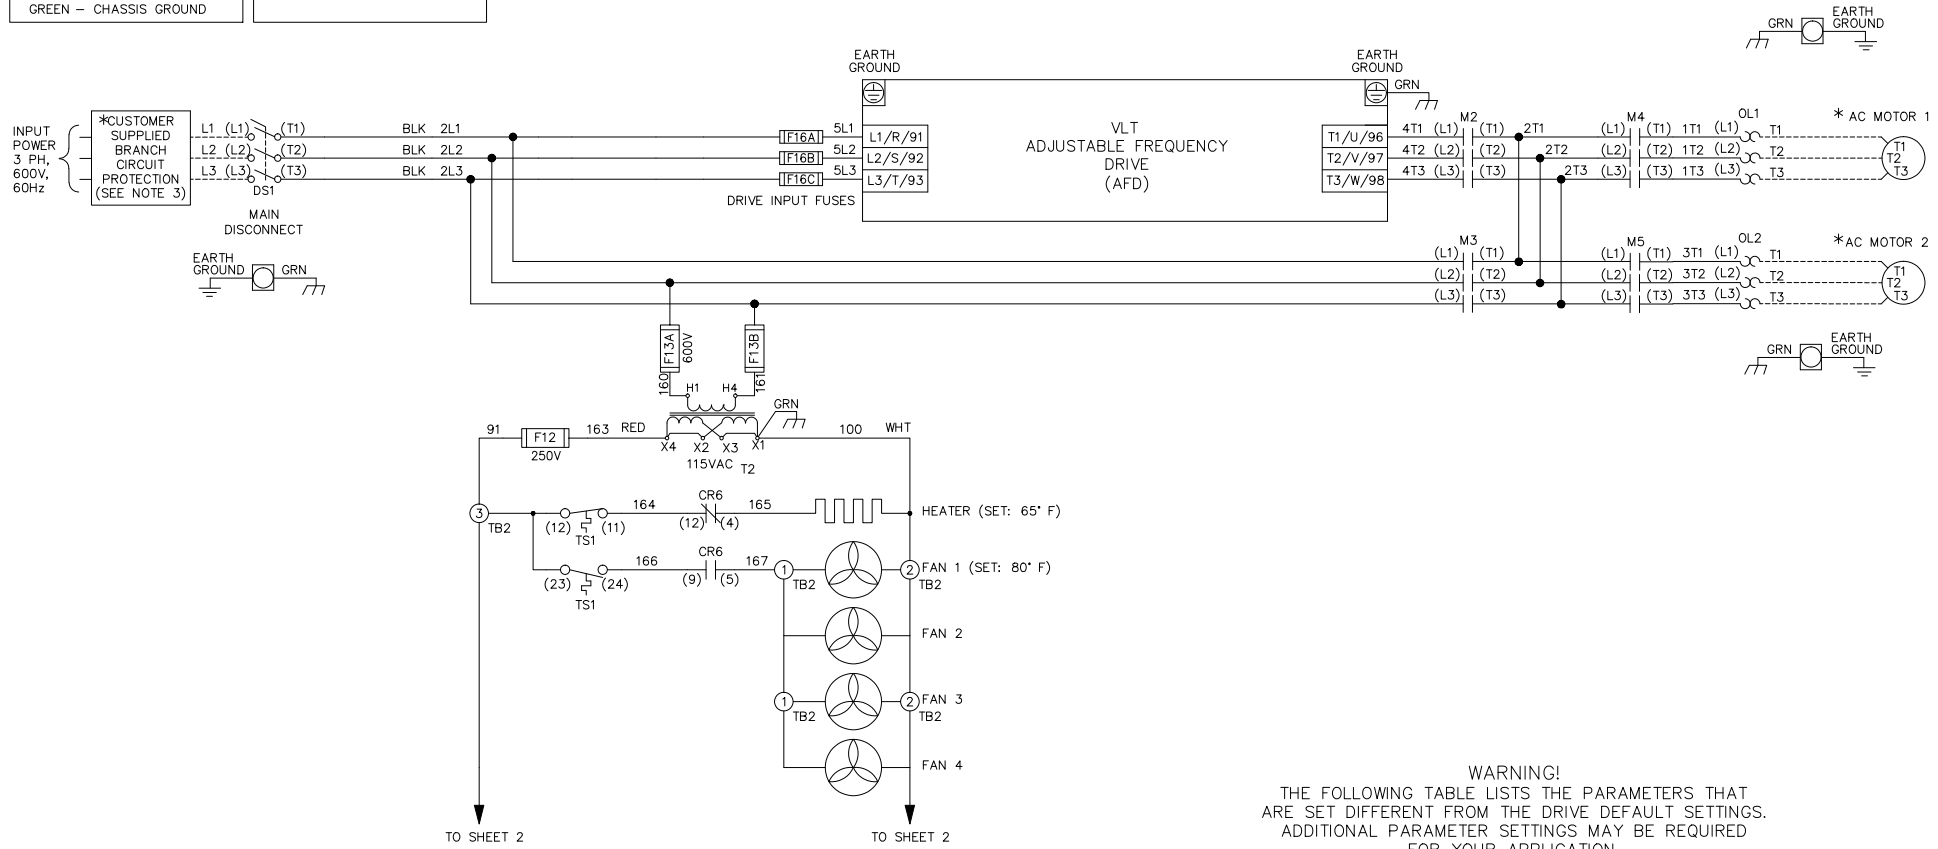 GREEN – CHASSIS GROUND
GRN
EARTH
GROUND
EARTH
GROUND
EARTH
GROUND
GRN
INPUT
POWER
3 PH,
600V,
60Hz
*CUSTOMER
SUPPLIED
BRANCH
CIRCUIT
PROTECTION
(SEE NOTE 3)
L1 (L1) (T1) BLK 2L1 F16A 5L1 L1/R/91
L2 (L2) (T2) BLK 2L2 F16B 5L2 L2/S/92
L3 (L3) (T3) BLK 2L3 F16C 5L3 L3/T/93
DS1
MAIN
DISCONNECT
DRIVE INPUT FUSES
VLT
ADJUSTABLE FREQUENCY
DRIVE
(AFD)
M2 M4 OL1 * AC MOTOR 1
T1/U/96 4T1 (L1) (T1) 2T1 (L1) (T1) 1T1 (L1) T1 T1
T2/V/97 4T2 (L2) (T2) 2T2 (L2) (T2) 1T2 (L2) T2 T2
T3/W/98 4T3 (L3) (T3) 2T3 (L3) (T3) 1T3 (L3) T3 T3
M3 M5 OL2 *AC MOTOR 2
(L1) (T1) (L1) (T1) 3T1 (L1) T1 T1
(L2) (T2) (L2) (T2) 3T2 (L2) T2 T2
(L3) (T3) (L3) (T3) 3T3 (L3) T3 T3
EARTH
GROUND GRN
GRN EARTH
GROUND
F13A 600V F13B
160 H1 H4 161
GRN
91 F12 163 RED X4 X2 X3 X1 100 WHT
250V
115VAC T2
3 TB2 (12) (11) 164 CR6 (12) (4) 165 HEATER (SET: 65° F)
TS1
(23) (24) 166 CR6 (9) (5) 167 1 TB2 2 TB2 FAN 1 (SET: 80° F)
TS1
FAN 2
1 TB2 2 TB2 FAN 3
FAN 4
TO SHEET 2 TO SHEET 2
WARNING!
THE FOLLOWING TABLE LISTS THE PARAMETERS THAT
ARE SET DIFFERENT FROM THE DRIVE DEFAULT SETTINGS.
ADDITIONAL PARAMETER SETTINGS MAY BE REQUIRED
FOR YOUR APPLICATION